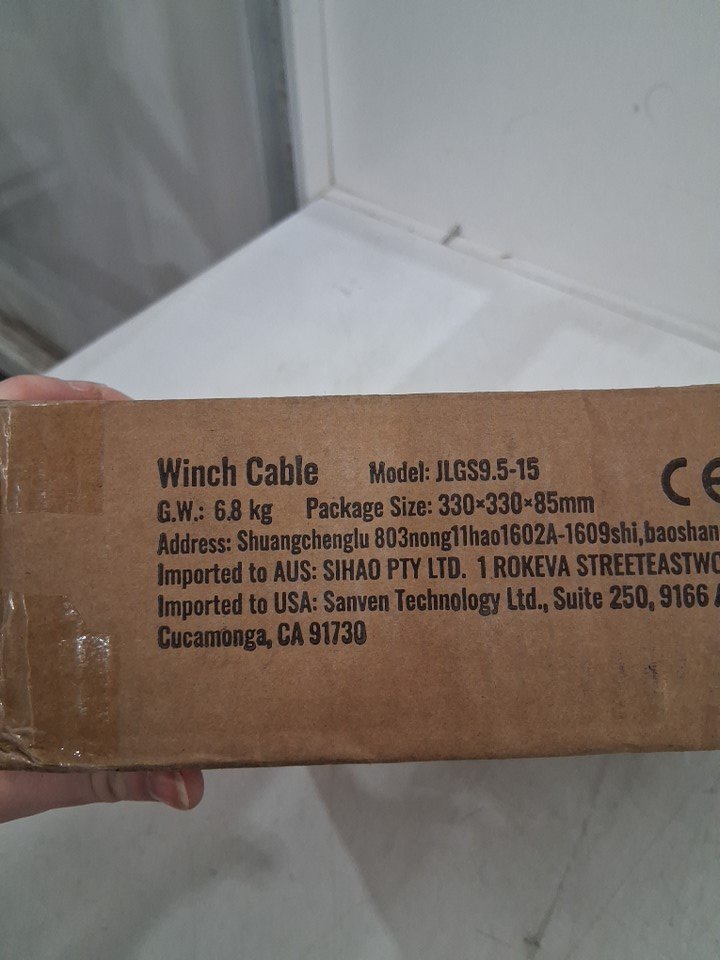 Winch Cable Model: JLGS9.5-15 CE
G.W.: 6.8 kg Package Size: 330×330×85mm
Address: Shuangchenglu 803nong11hao1602A-1609shi,baoshan
Imported to AUS: SIHAO PTY LTD. 1 ROKEVA STREETEASTWO
Imported to USA: Sanven Technology Ltd., Suite 250, 9166
Cucamonga, CA 91730